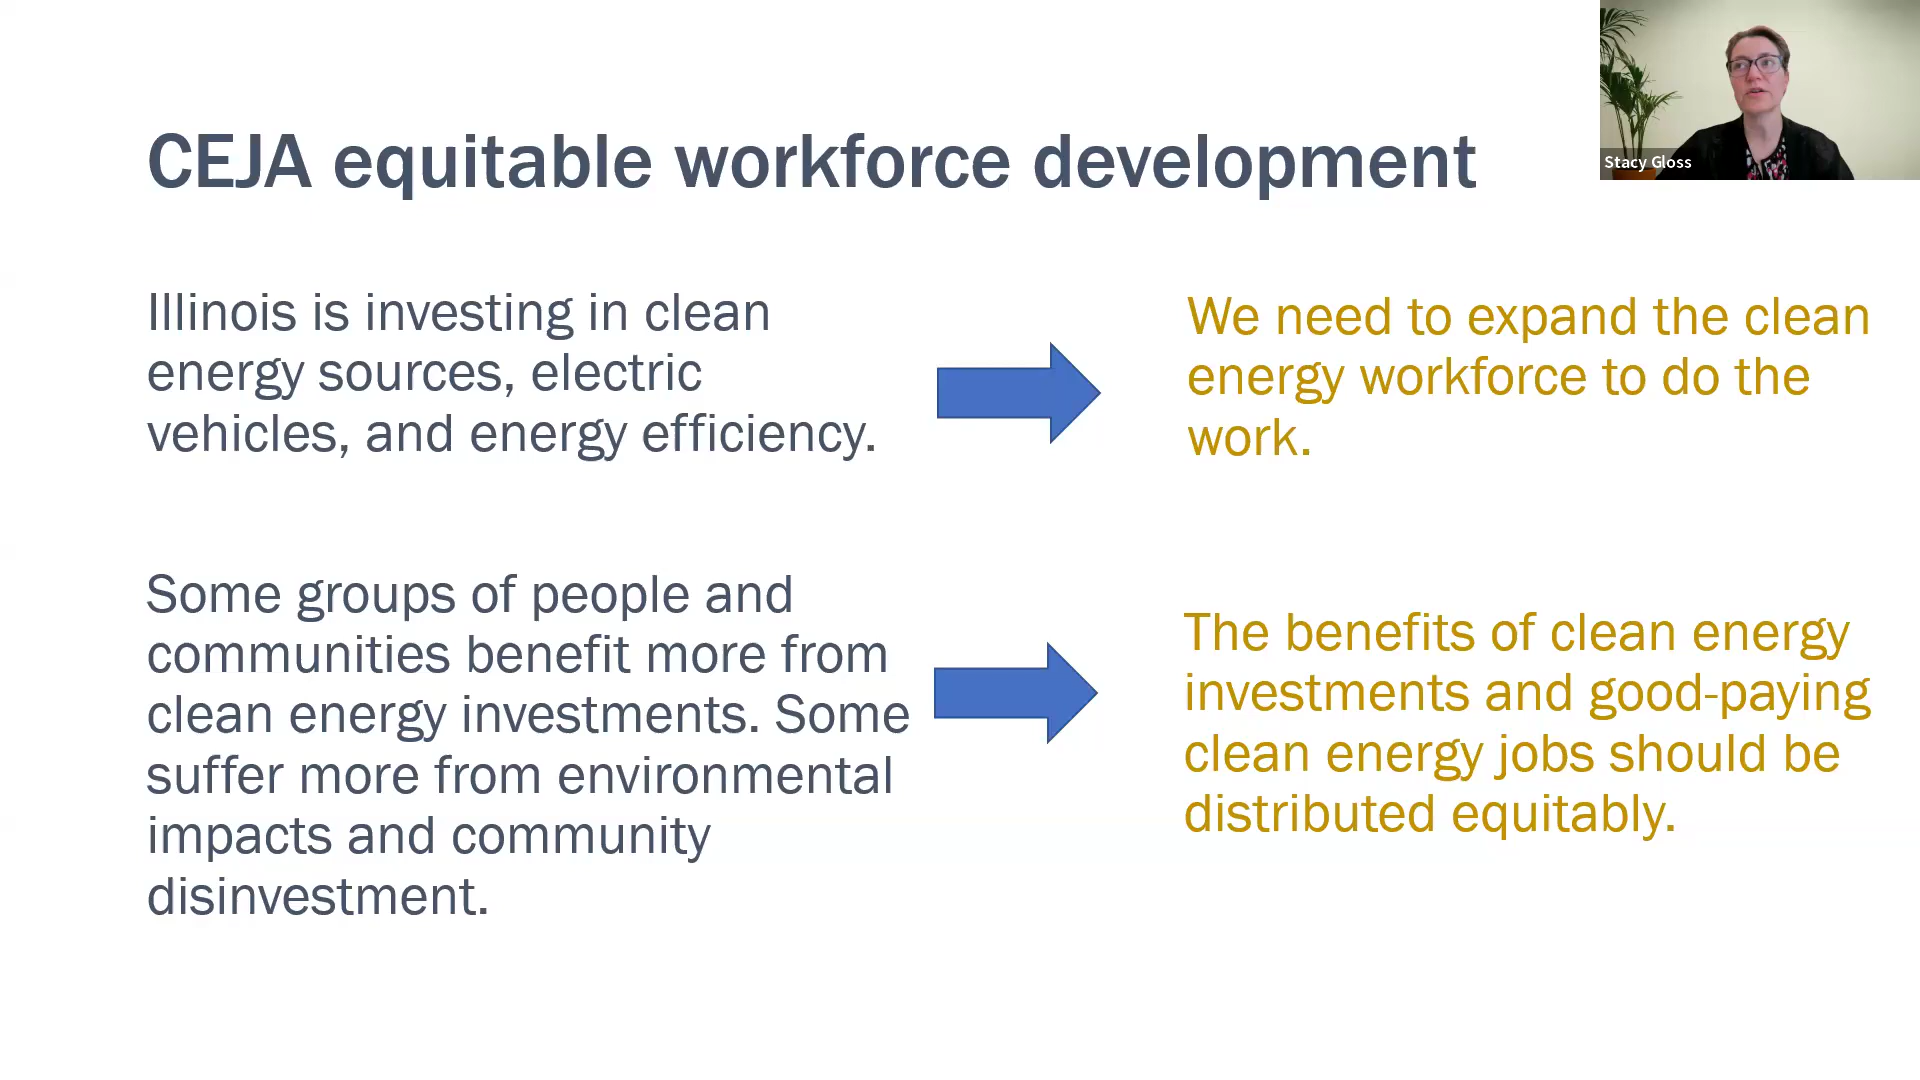 CEJA equitable workforce development
Stacy Gloss
Illinois is investing in clean
energy sources, electric
vehicles, and energy efficiency.
We need to expand the clean
energy workforce to do the
work.
Some groups of people and
communities benefit more from
clean energy investments. Some
suffer more from environmental
impacts and community
disinvestment.
The benefits of clean energy
investments and good-paying
clean energy jobs should be
distributed equitably.